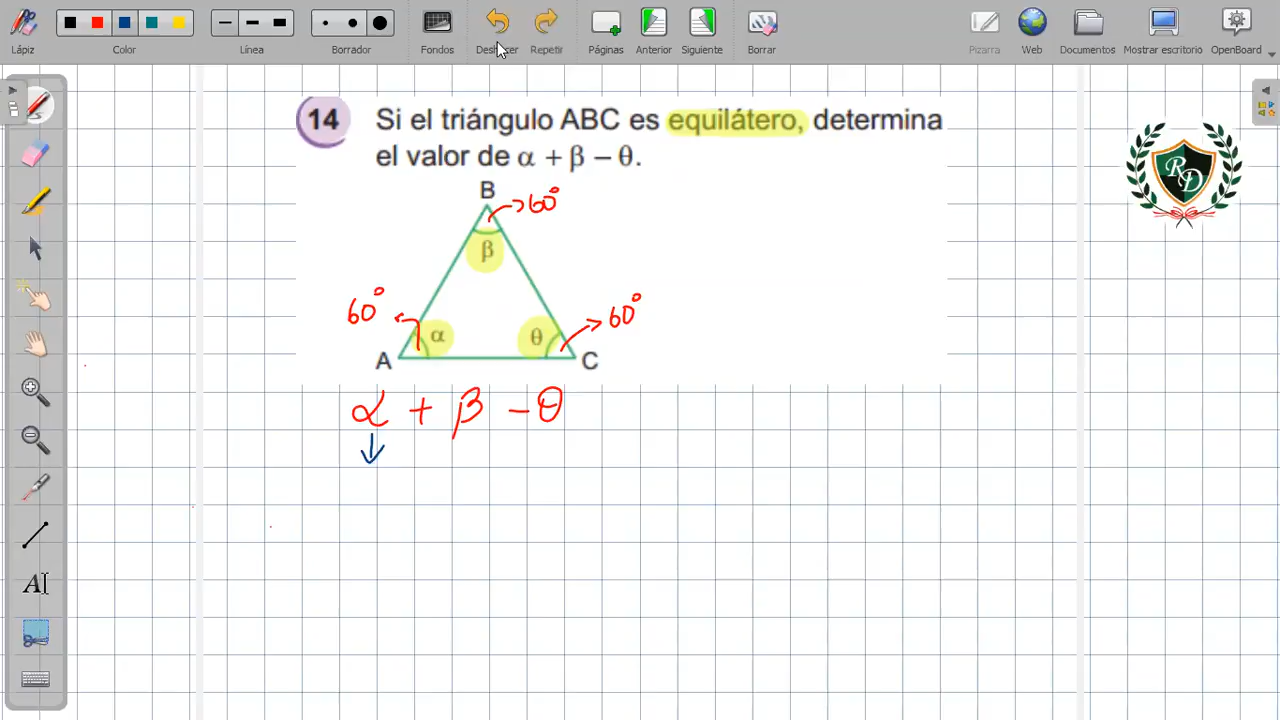 Lápiz Color Línea Borrador Fondos Deshacer Repetir Páginas Anterior Siguiente Borrar Pizarra Web Documentos Mostrar escritorio OpenBoard
14 Si el triángulo ABC es equilátero, determina
el valor de α + β − θ.
B
60°
β
60°
60°
α
θ
A
C
α + β − θ
RD
A